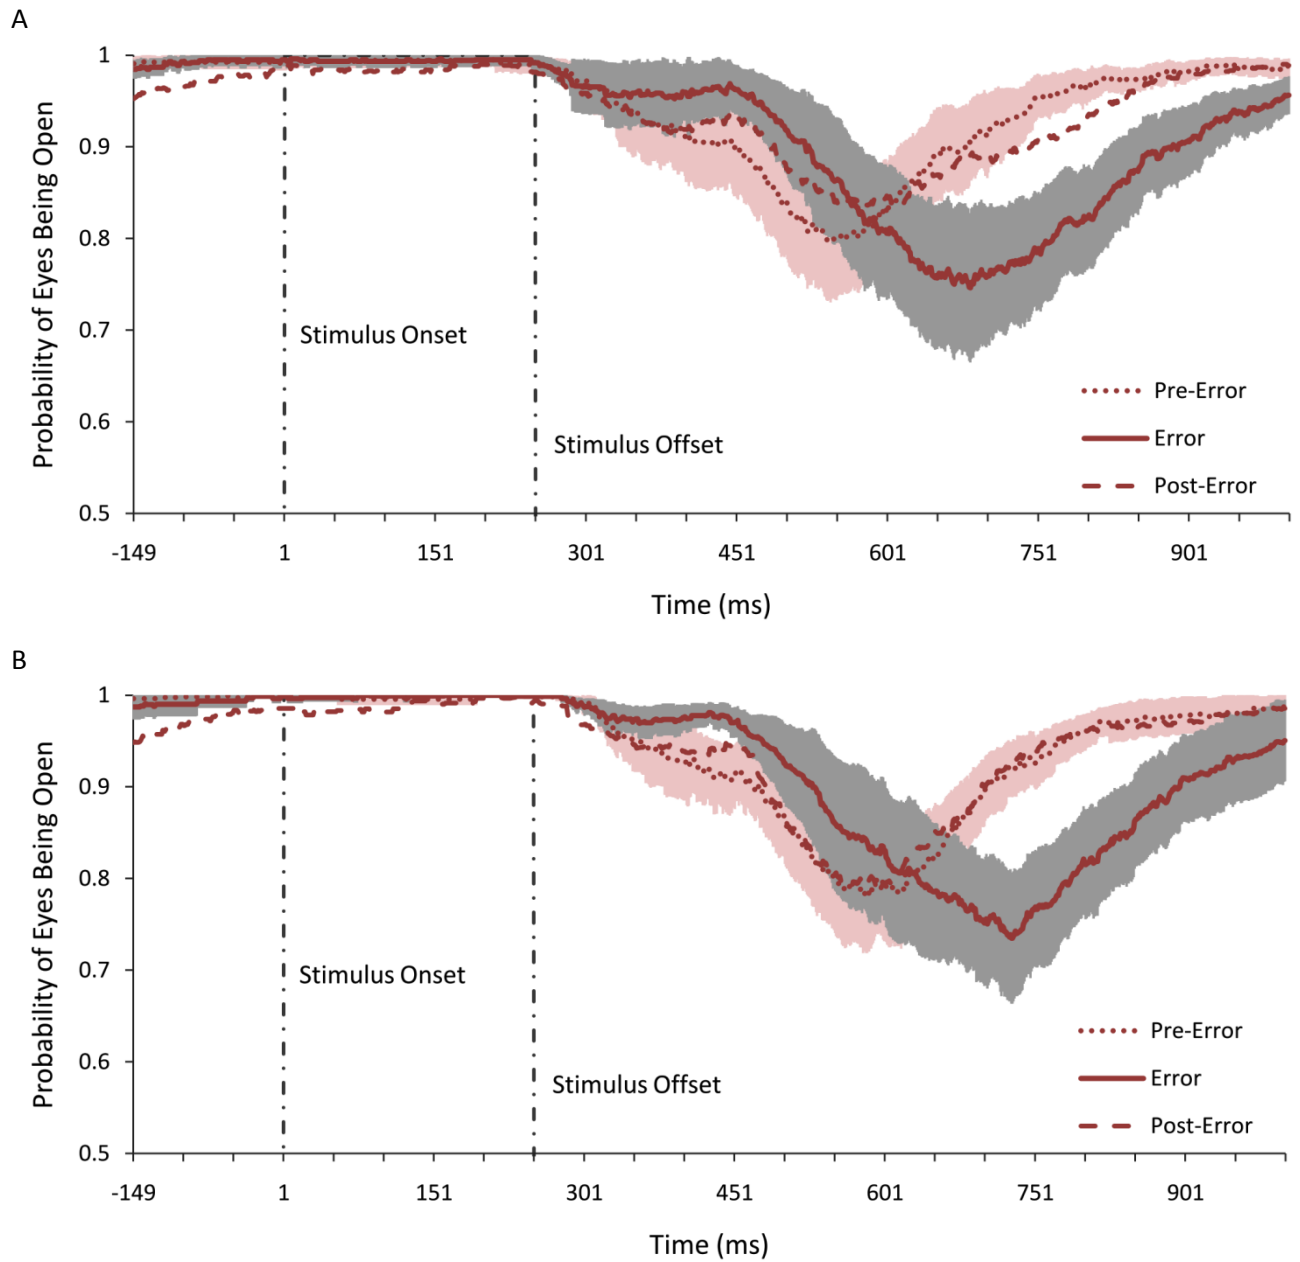 A
Probability of Eyes Being Open
1
0.9
0.8
0.7
0.6
0.5
Stimulus Onset
Stimulus Offset
Pre-Error
Error
Post-Error
-149 1 151 301 451 601 751 901
Time (ms)
B
Probability of Eyes Being Open
1
0.9
0.8
0.7
0.6
0.5
Stimulus Onset
Stimulus Offset
Pre-Error
Error
Post-Error
-149 1 151 301 451 601 751 901
Time (ms)